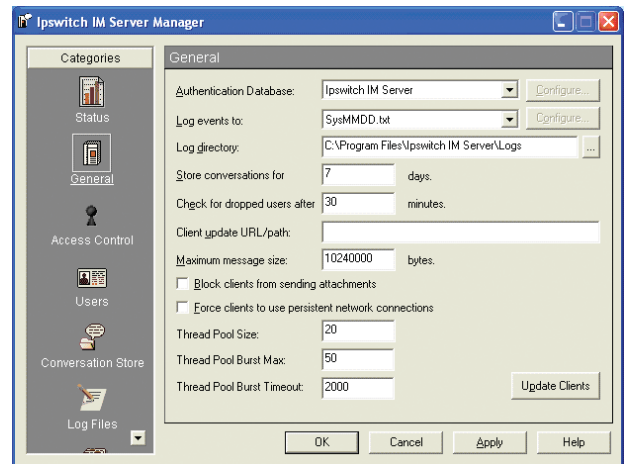 Ipswitch IM Server Manager
Categories
Status
General
Access Control
Users
Conversation Store
Log Files
General
Authentication Database: Ipswitch IM Server Configure...
Log events to: SysMMDD.txt Configure...
Log directory: C:\Program Files\Ipswitch IM Server\Logs ...
Store conversations for 7 days.
Check for dropped users after 30 minutes.
Client update URL/path:
Maximum message size: 10240000 bytes.
Block clients from sending attachments
Force clients to use persistent network connections
Thread Pool Size: 20
Thread Pool Burst Max: 50
Thread Pool Burst Timeout: 2000 Update Clients
OK Cancel Apply Help